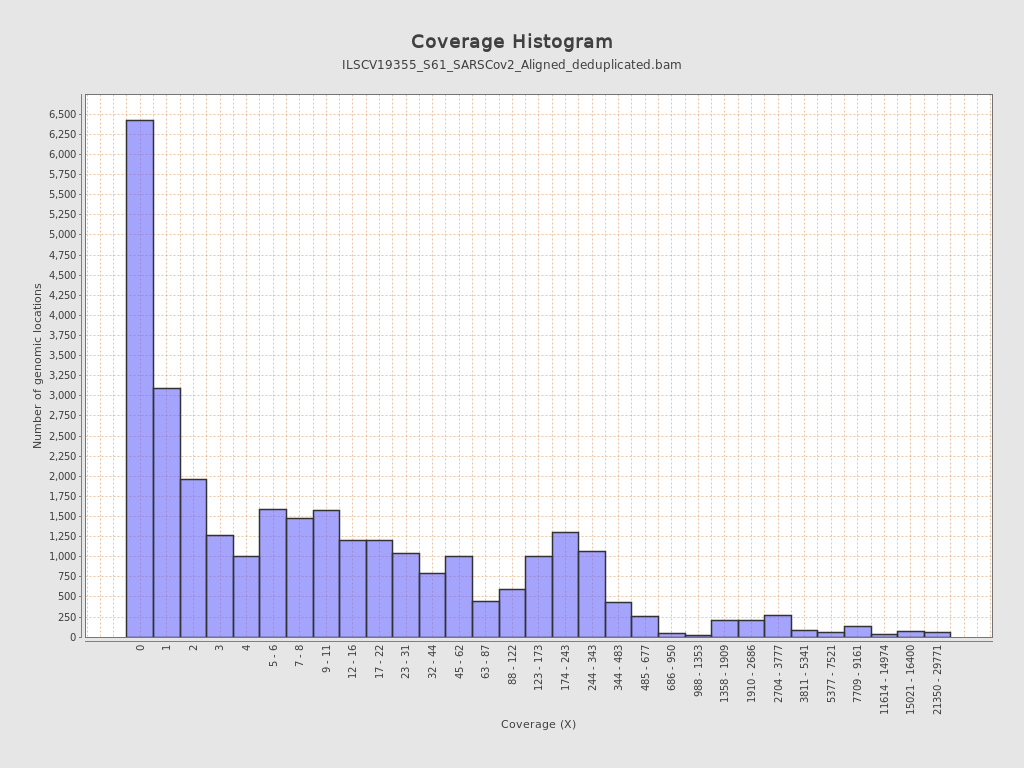 Coverage Histogram
ILSCV19355_S61_SARSCov2_Aligned_deduplicated.bam
Number of genomic locations
6,500
6,250
6,000
5,750
5,500
5,250
5,000
4,750
4,500
4,250
4,000
3,750
3,500
3,250
3,000
2,750
2,500
2,250
2,000
1,750
1,500
1,250
1,000
750
500
250
0
0
1
2
3
4
5 - 6
7 - 8
9 - 11
12 - 16
17 - 22
23 - 31
32 - 44
45 - 62
63 - 87
88 - 122
123 - 173
174 - 243
244 - 343
344 - 483
485 - 677
686 - 950
988 - 1353
1358 - 1909
1910 - 2686
2704 - 3777
3811 - 5341
5377 - 7521
7709 - 9161
11614 - 14974
15021 - 16400
21350 - 29771
Coverage (X)